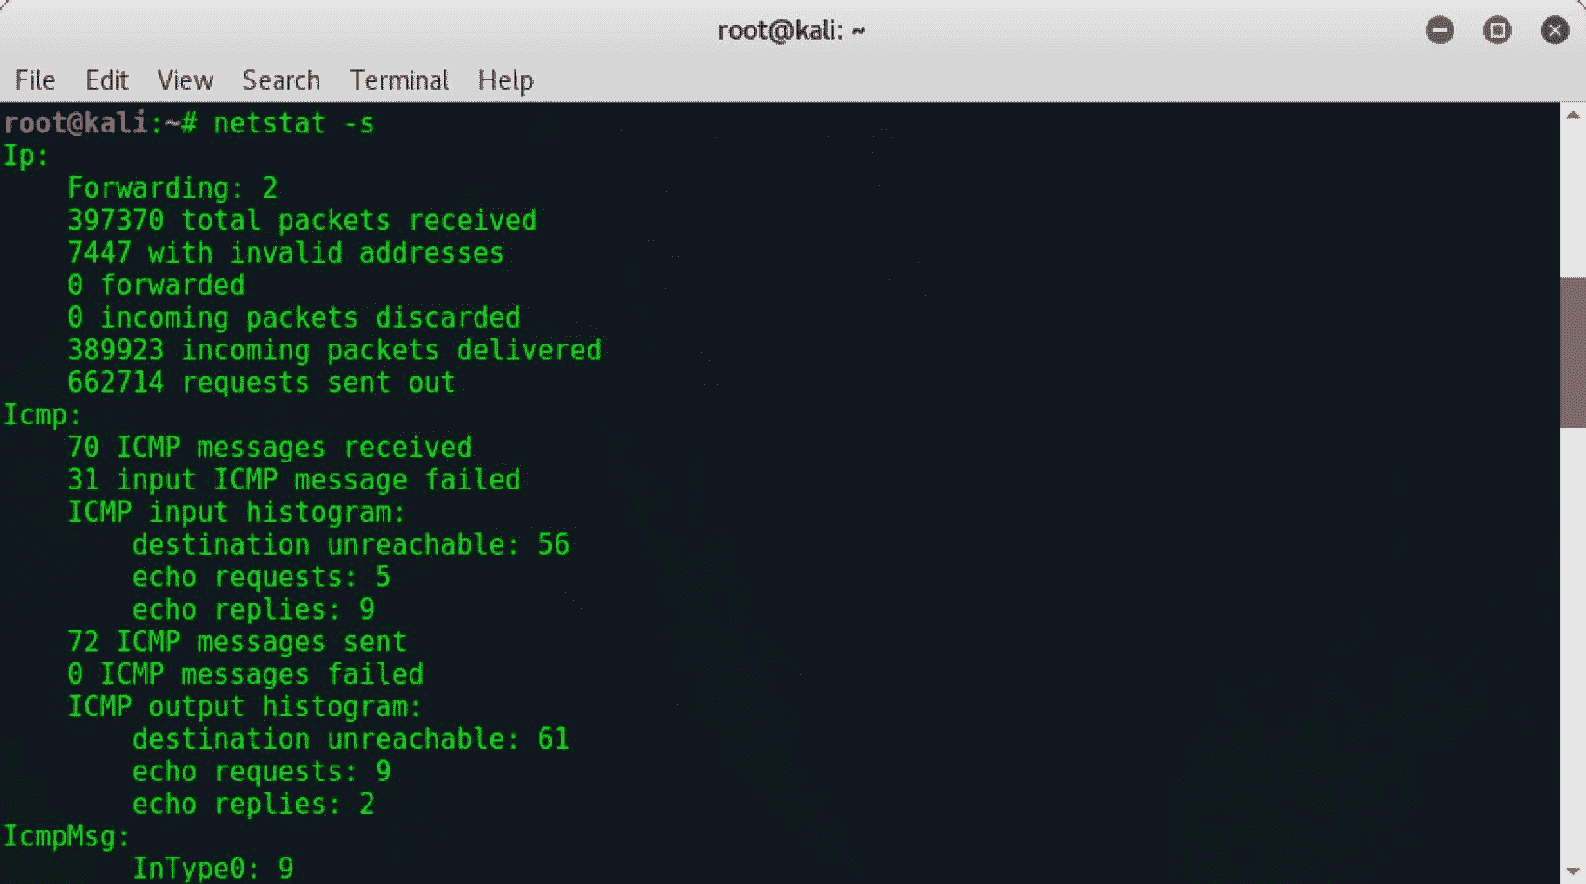 root@kali: ~
File Edit View Search Terminal Help
root@kali:~# netstat -s
Ip:
    Forwarding: 2
    397370 total packets received
    7447 with invalid addresses
    0 forwarded
    0 incoming packets discarded
    389923 incoming packets delivered
    662714 requests sent out
Icmp:
    70 ICMP messages received
    31 input ICMP message failed
    ICMP input histogram:
        destination unreachable: 56
        echo requests: 5
        echo replies: 9
    72 ICMP messages sent
    0 ICMP messages failed
    ICMP output histogram:
        destination unreachable: 61
        echo requests: 9
        echo replies: 2
IcmpMsg:
        InType0: 9